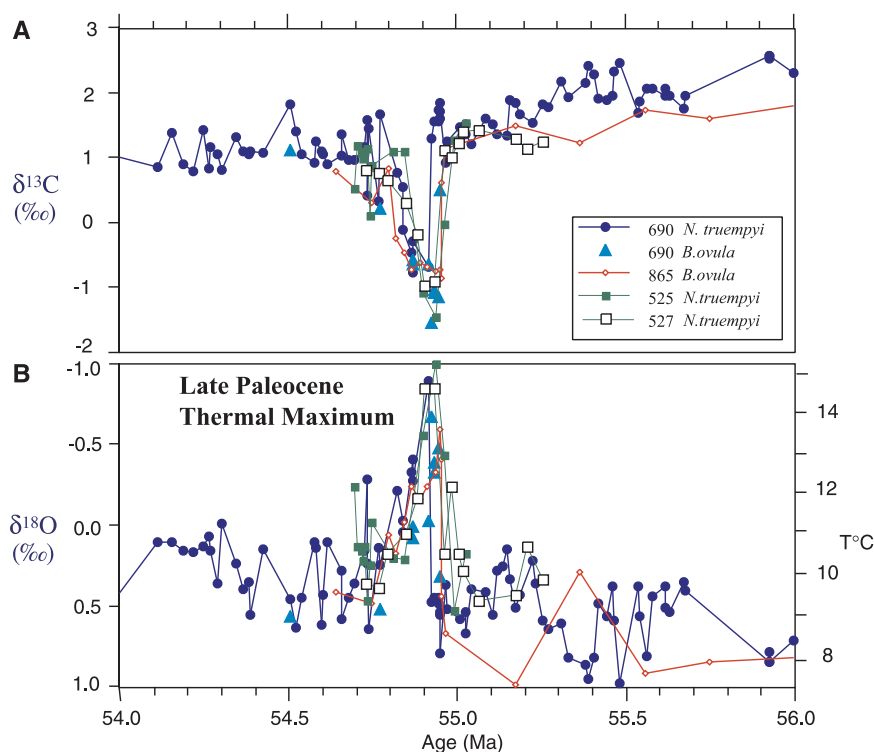 A
3
2
1
0
-1
-2
δ13C
(‰)
690 N. truempyi
690 B.ovula
865 B.ovula
525 N.truempyi
527 N.truempyi
B
Late Paleocene
Thermal Maximum
-1.0
-0.5
0.0
0.5
1.0
δ18O
(‰)
14
12
10
8
T°C
54.0 54.5 55.0 55.5 56.0
Age (Ma)